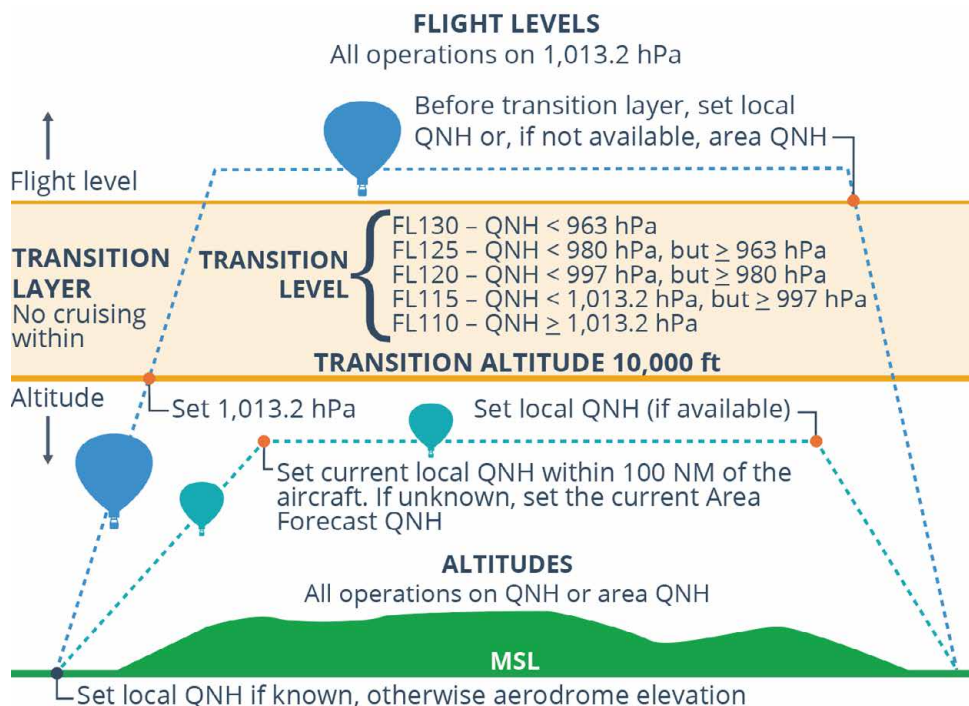 FLIGHT LEVELS
All operations on 1,013.2 hPa
Before transition layer, set local
QNH or, if not available, area QNH
Flight level
TRANSITION
LAYER
No cruising
within
TRANSITION
LEVEL
FL130 – QNH < 963 hPa
FL125 – QNH < 980 hPa, but ≥ 963 hPa
FL120 – QNH < 997 hPa, but ≥ 980 hPa
FL115 – QNH < 1,013.2 hPa, but ≥ 997 hPa
FL110 – QNH ≥ 1,013.2 hPa
TRANSITION ALTITUDE 10,000 ft
Altitude
Set 1,013.2 hPa
Set local QNH (if available)
Set current local QNH within 100 NM of the
aircraft. If unknown, set the current Area
Forecast QNH
ALTITUDES
All operations on QNH or area QNH
MSL
Set local QNH if known, otherwise aerodrome elevation